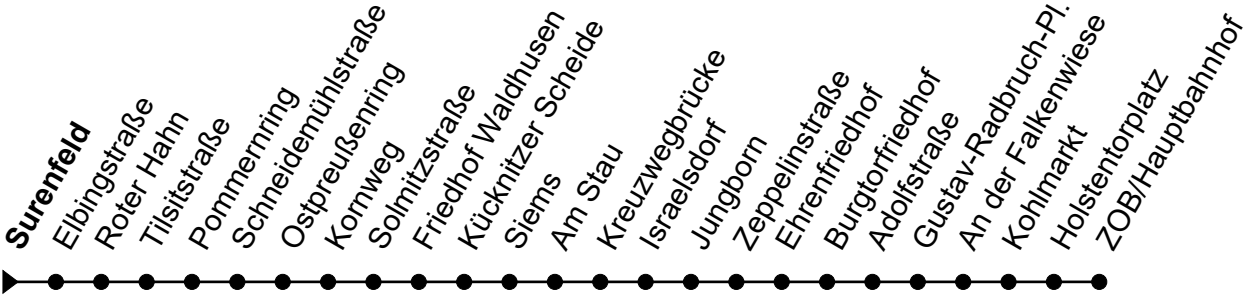 Surenfeld
Elbingstraße
Roter Hahn
Tilsitstraße
Pommernring
Schneidemühlstraße
Ostpreußenring
Kornweg
Solmitzstraße
Friedhof Waldhusen
Kücknitzer Scheide
Siems
Am Stau
Kreuzwegbrücke
Israelsdorf
Jungborn
Zeppelinstraße
Ehrenfriedhof
Burgtorfriedhof
Adolfstraße
Gustav-Radbruch-Pl.
An der Falkenwiese
Kohlmarkt
Holstentorplatz
ZOB/Hauptbahnhof